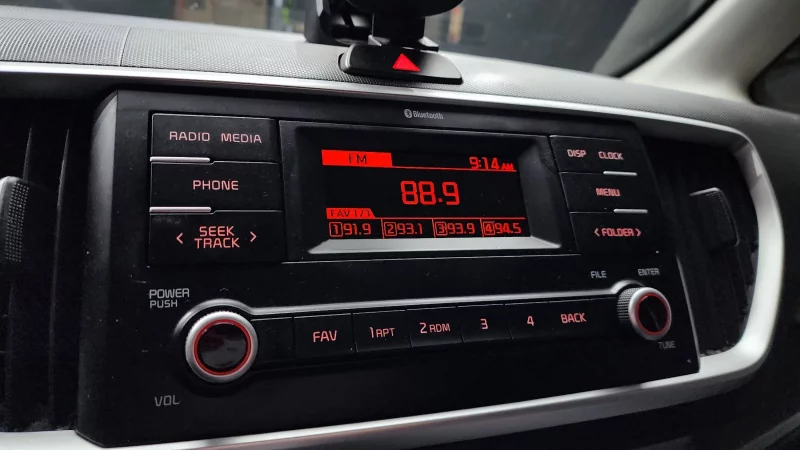 Bluetooth
RADIO MEDIA
PHONE
< SEEK >
TRACK
FM 9:14 AM
88.9
FAV 1/1
1 91.9 2 93.1 3 93.9 4 94.5
DISP CLOCK
MENU
< FOLDER >
POWER
PUSH
VOL
FAV 1 RPT 2 RDM 3 4 BACK
FILE ENTER
TUNE